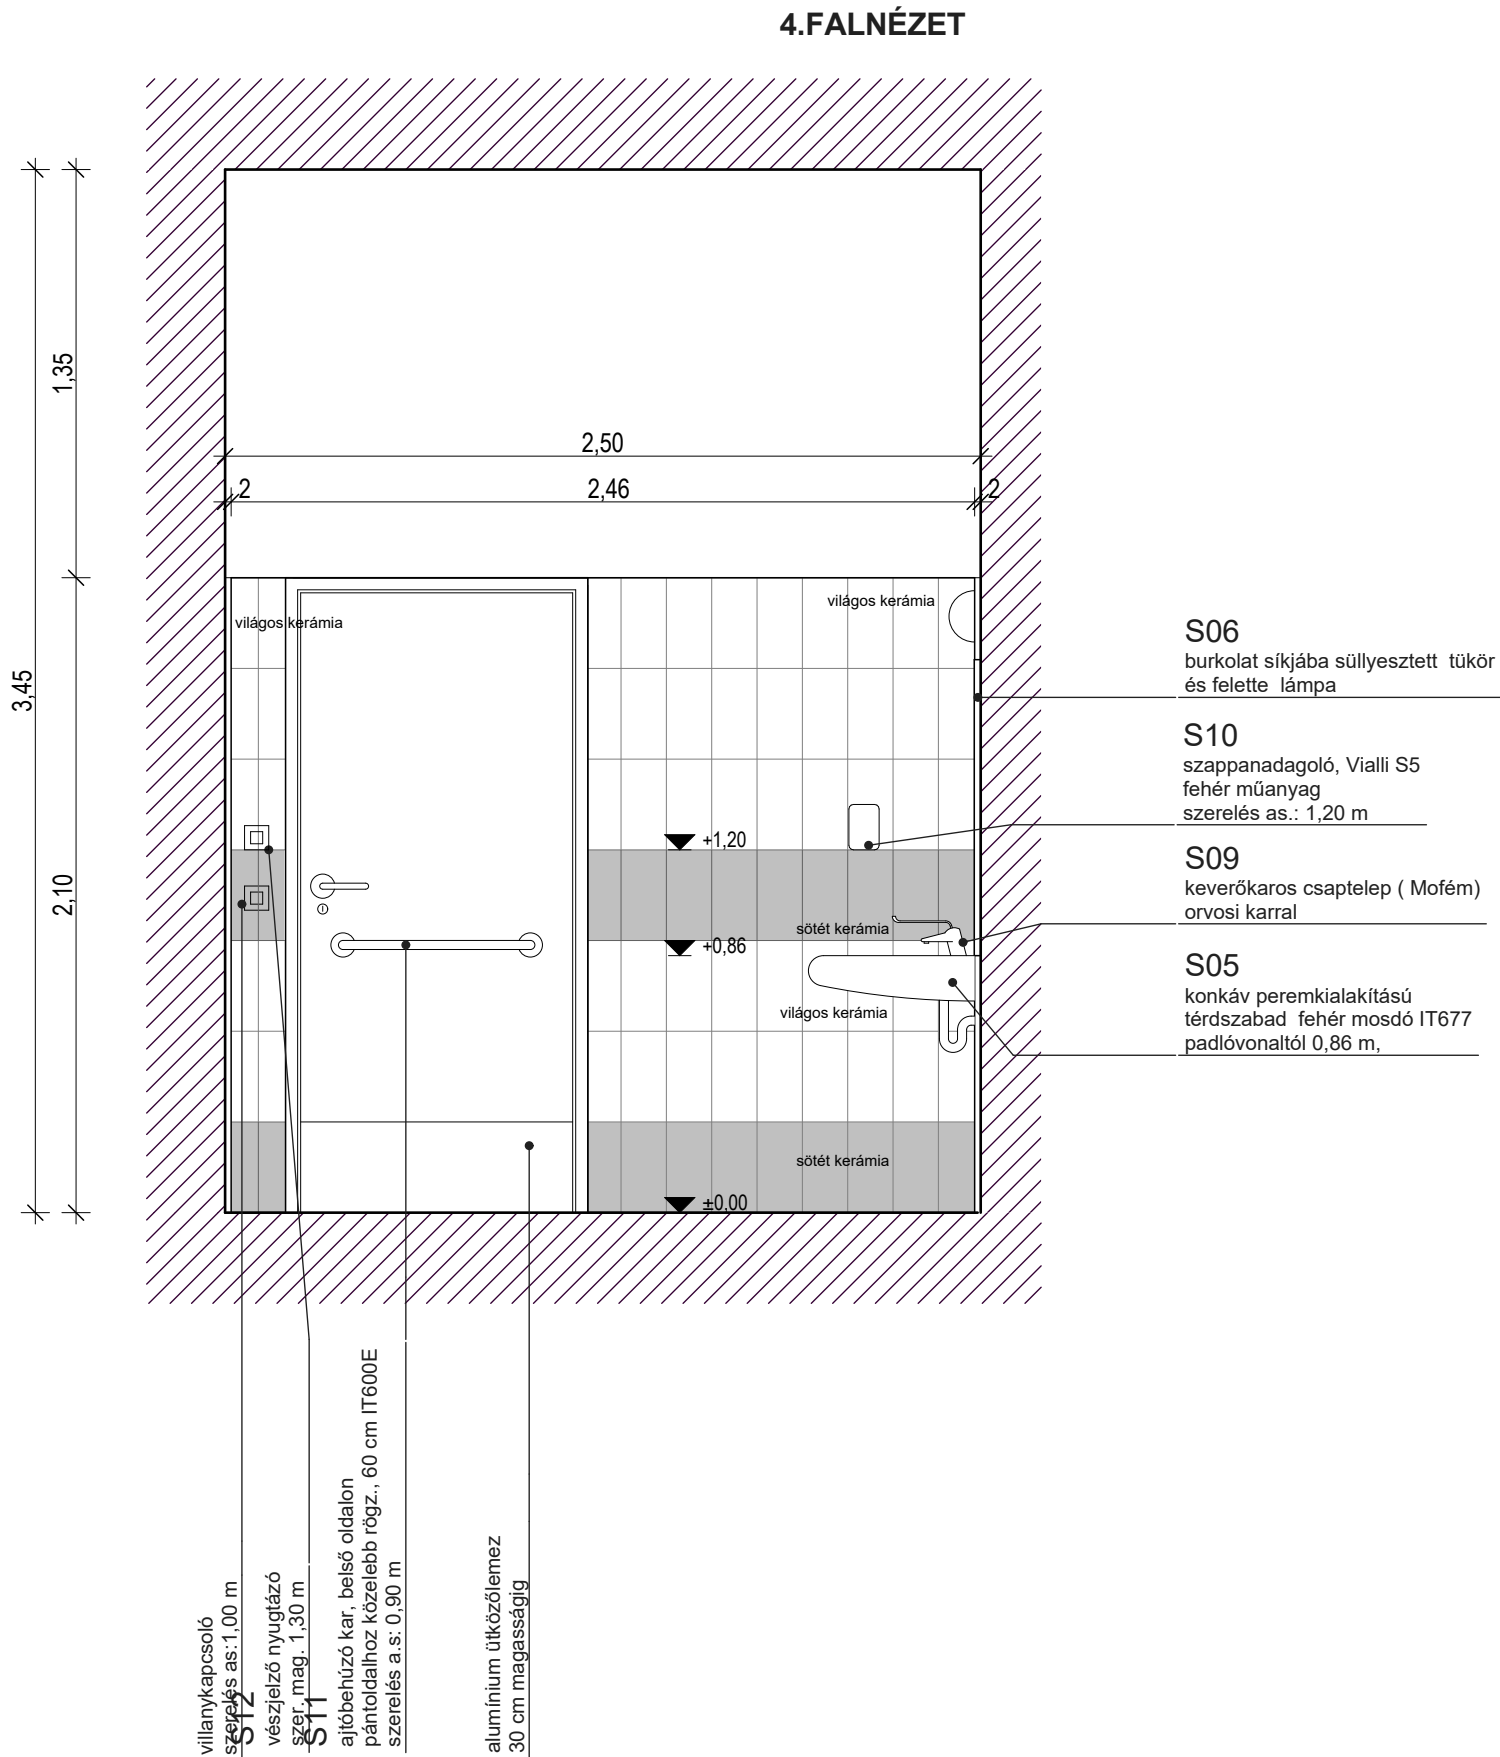 4.FALNÉZET
1,35
2,50
2
2,46
2
3,45
2,10
világos kerámia
világos kerámia
+1,20
sötét kerámia
+0,86
világos kerámia
sötét kerámia
±0,00
S06
burkolat síkjába süllyesztett tükör
és felette lámpa
S10
szappanadagoló, Vialli S5
fehér műanyag
szerelés as.: 1,20 m
S09
keverőkaros csaptelep ( Mofém)
orvosi karral
S05
konkáv peremkialakítású
térdszabad fehér mosdó IT677
padlóvonaltól 0,86 m,
villanykapcsoló
szerelés as:1,00 m
S12
vészjelző nyugtázó
szer. mag. 1,30 m
S11
ajtóbehúzó kar, belső oldalon
pántoldalhoz közelebb rögz., 60 cm IT600E
szerelés a.s: 0,90 m
alumínium ütközőlemez
30 cm magasságig